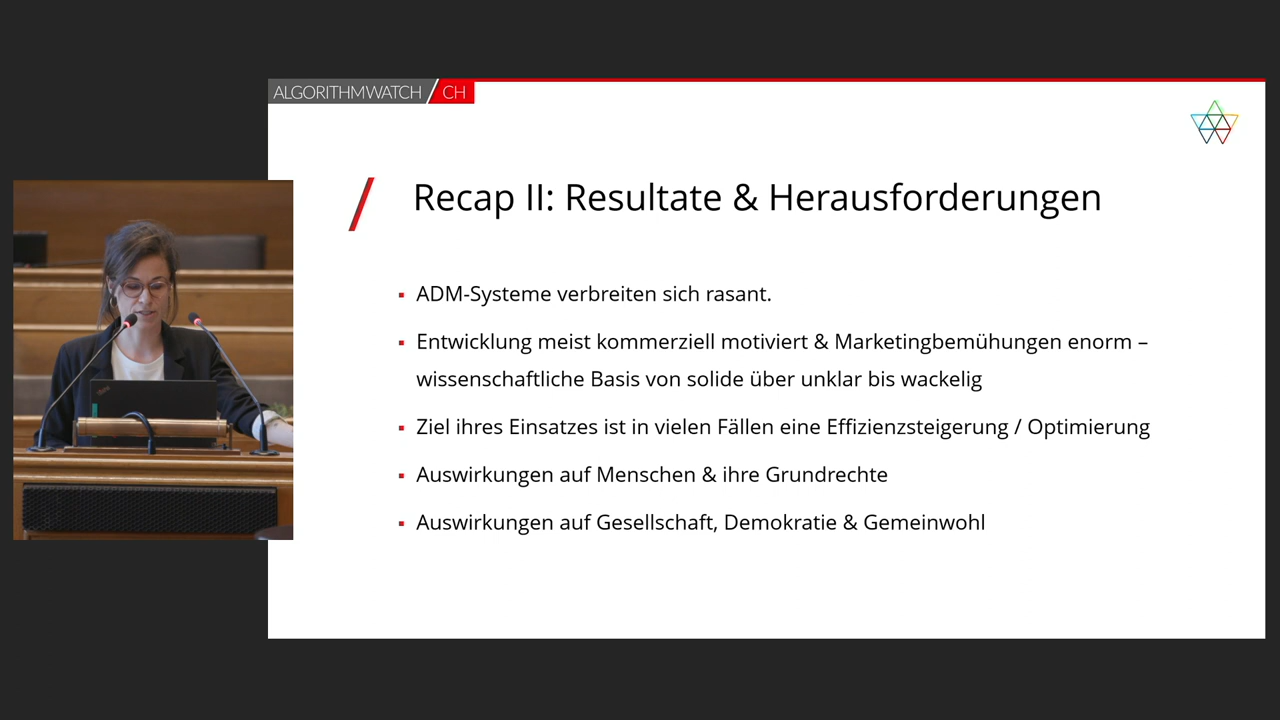 ALGORITHMWATCH / CH
Recap II: Resultate & Herausforderungen
▪ ADM-Systeme verbreiten sich rasant.
▪ Entwicklung meist kommerziell motiviert & Marketingbemühungen enorm –
wissenschaftliche Basis von solide über unklar bis wackelig
▪ Ziel ihres Einsatzes ist in vielen Fällen eine Effizienzsteigerung / Optimierung
▪ Auswirkungen auf Menschen & ihre Grundrechte
▪ Auswirkungen auf Gesellschaft, Demokratie & Gemeinwohl